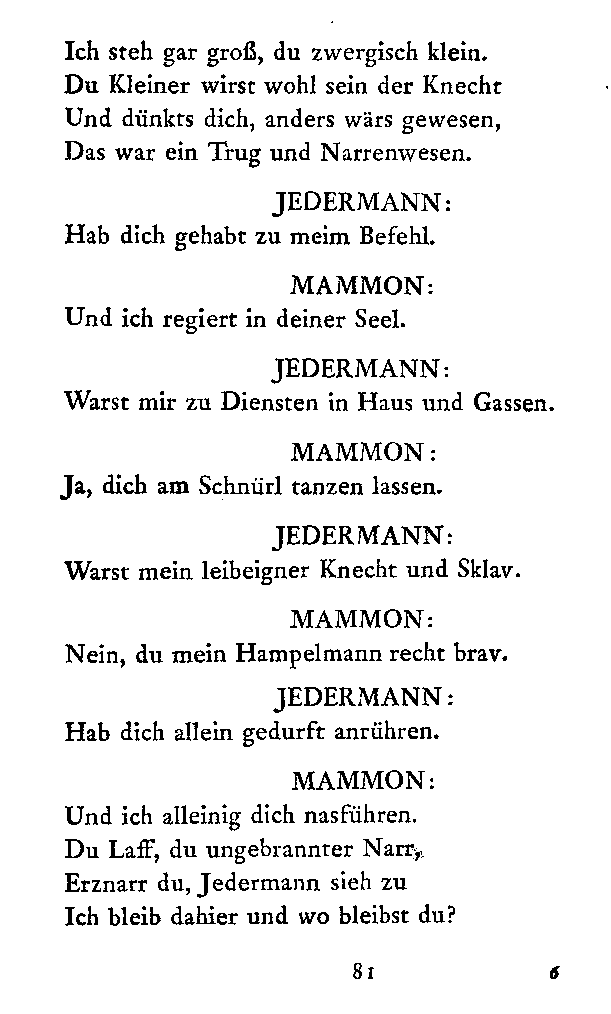 Ich steh gar groß, du zwergisch klein.
Du Kleiner wirst wohl sein der Knecht
Und dünkts dich, anders wärs gewesen,
Das war ein Trug und Narrenwesen.
JEDERMANN:
Hab dich gehabt zu meim Befehl.
MAMMON:
Und ich regiert in deiner Seel.
JEDERMANN:
Warst mir zu Diensten in Haus und Gassen.
MAMMON:
Ja, dich am Schnürl tanzen lassen.
JEDERMANN:
Warst mein leibeigner Knecht und Sklav.
MAMMON:
Nein, du mein Hampelmann recht brav.
JEDERMANN:
Hab dich allein gedurft anrühren.
MAMMON:
Und ich alleinig dich nasführen.
Du Laff, du ungebrannter Narr,
Erznarr du, Jedermann sieh zu
Ich bleib dahier und wo bleibst du?
81 6